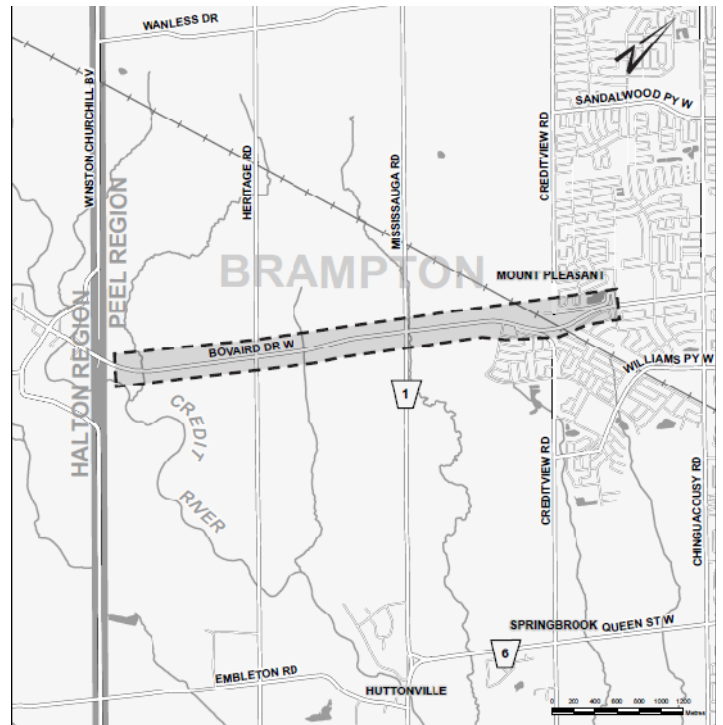 WANLESS DR
WINSTON CHURCHILL BV
SANDALWOOD PY W
CREDITVIEW RD
HERITAGE RD
MISSISSAUGA RD
PEEL REGION
BRAMPTON
MOUNT PLEASANT
HALTON REGION
BOVAIRD DR W
WILLIAMS PY W
1
CREDIT
RIVER
CREDITVIEW RD
CHINGUACOUSY RD
SPRINGBROOK
QUEEN ST W
6
EMBLETON RD
HUTTONVILLE
0 200 400 600 800 1000 1200
Metres